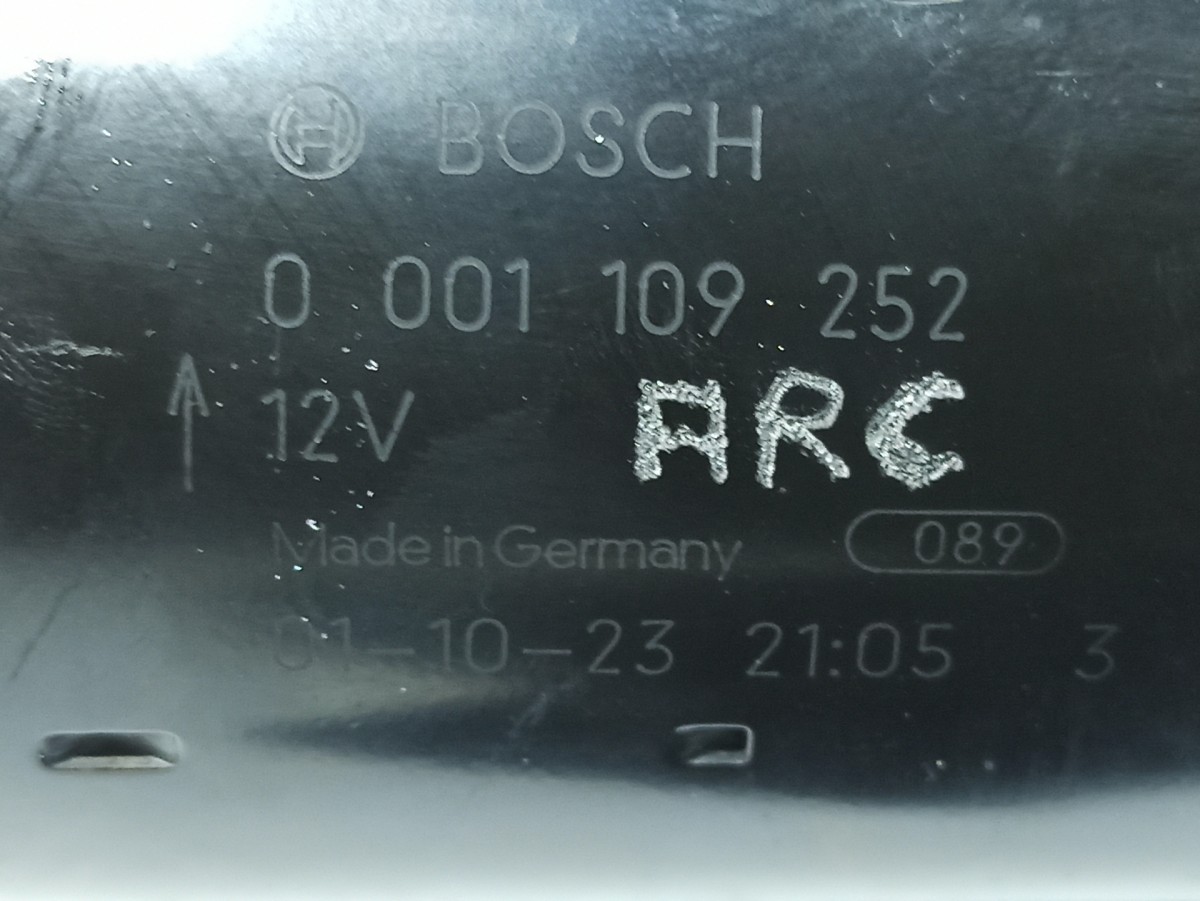 BOSCH
0 001 109 252
12V ARC
Made in Germany 089
01-10-23 21:05 3